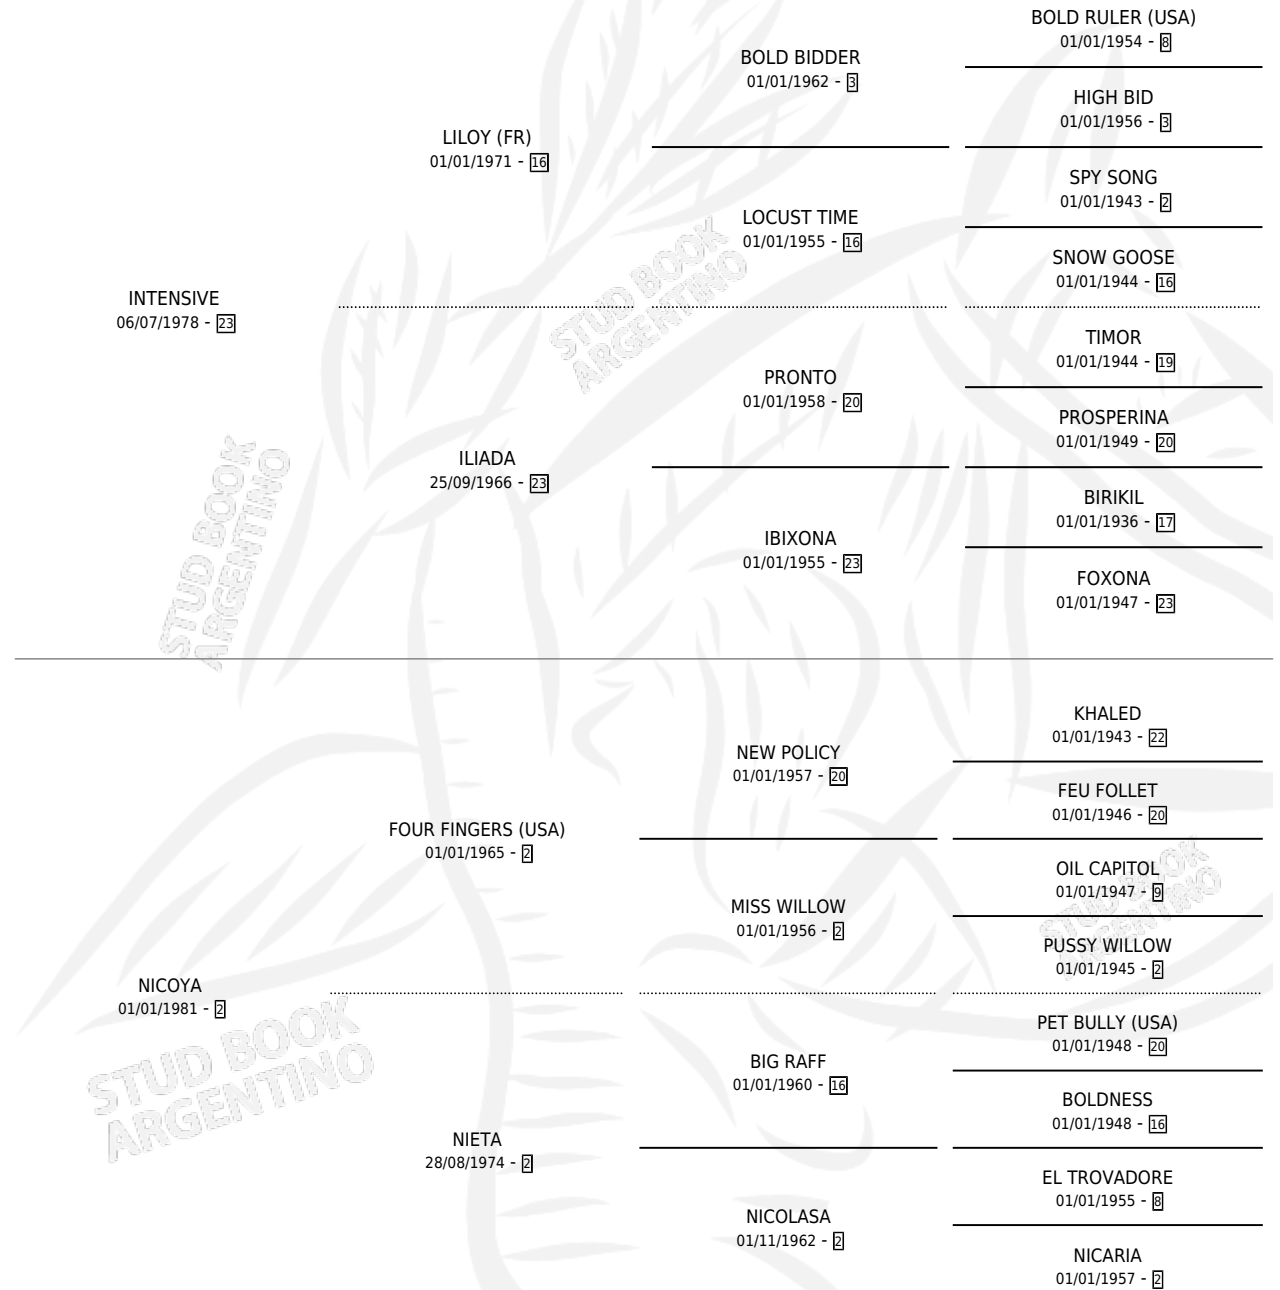 BOLD RULER (USA)
01/01/1954 - 8
BOLD BIDDER
01/01/1962 - 3
HIGH BID
01/01/1956 - 3
LILOY (FR)
01/01/1971 - 16
SPY SONG
01/01/1943 - 2
LOCUST TIME
01/01/1955 - 16
SNOW GOOSE
01/01/1944 - 16
INTENSIVE
06/07/1978 - 23
TIMOR
01/01/1944 - 19
PRONTO
01/01/1958 - 20
PROSPERINA
01/01/1949 - 20
ILIADA
25/09/1966 - 23
BIRIKIL
01/01/1936 - 17
IBIXONA
01/01/1955 - 23
FOXONA
01/01/1947 - 23
KHALED
01/01/1943 - 22
NEW POLICY
01/01/1957 - 20
FEU FOLLET
01/01/1946 - 20
FOUR FINGERS (USA)
01/01/1965 - 2
OIL CAPITOL
01/01/1947 - 9
MISS WILLOW
01/01/1956 - 2
PUSSY WILLOW
01/01/1945 - 2
NICOYA
01/01/1981 - 2
PET BULLY (USA)
01/01/1948 - 20
BIG RAFF
01/01/1960 - 16
BOLDNESS
01/01/1948 - 16
NIETA
28/08/1974 - 2
EL TROVADORE
01/01/1955 - 8
NICOLASA
01/11/1962 - 2
NICARIA
01/01/1957 - 2
STUD BOOK
ARGENTINO
STUD BOOK
ARGENTINO
STUD BOOK
ARGENTINO
STUD BOOK
ARGENTINO